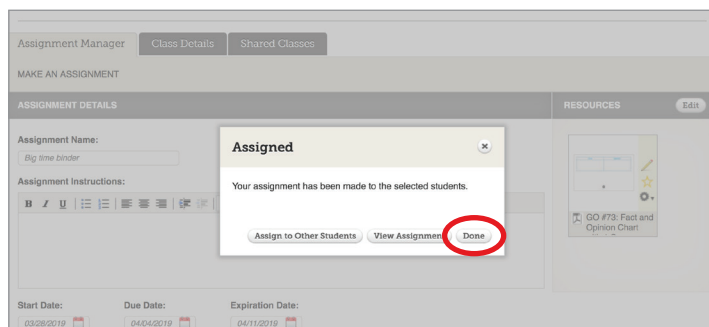 Assignment Manager Class Details Shared Classes
MAKE AN ASSIGNMENT
ASSIGNMENT DETAILS RESOURCES Edit
Assignment Name:
Big time binder
Assigned
Assignment Instructions:
Your assignment has been made to the selected students.
B I U
Assign to Other Students View Assignment Done
GO #73: Fact and
Opinion Chart
Start Date: Due Date: Expiration Date:
03/28/2019 04/04/2019 04/11/2019